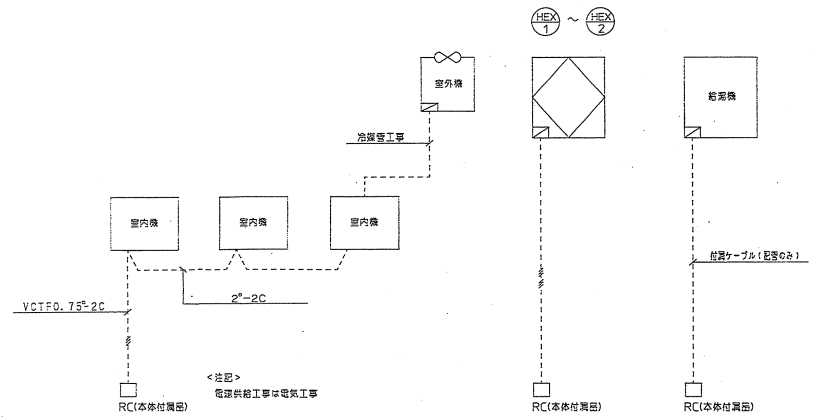 HEX 1 ～ HEX 2
室外機
給湯機
冷媒管工事
室内機
室内機
室内機
付属ケーブル(配管のみ)
2□-2C
VCTF0.75□-2C
<注記>
電源供給工事は電気工事
RC(本体付属品)
RC(本体付属品)
RC(本体付属品)